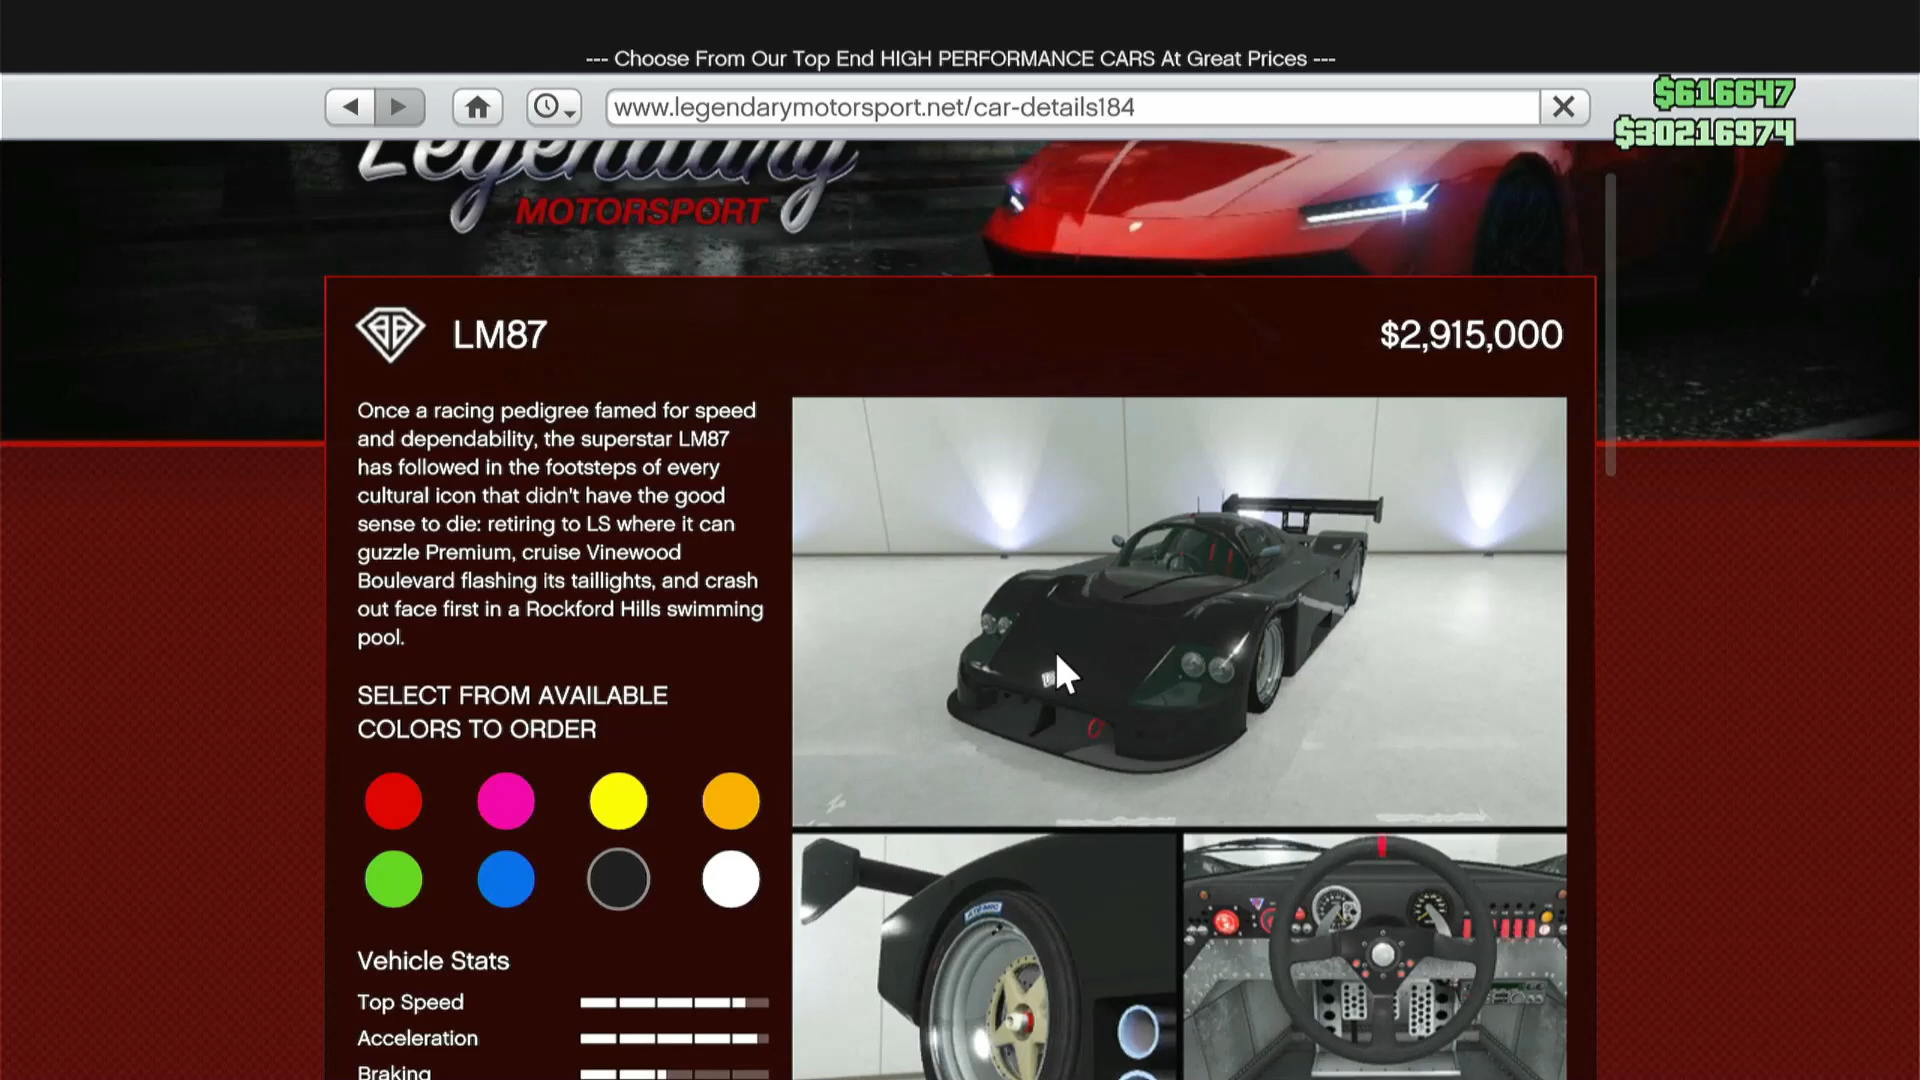 --- Choose From Our Top End HIGH PERFORMANCE CARS At Great Prices ---
www.legendarymotorsport.net/car-details184
$616647
$30216974
Legendary
MOTORSPORT
LM87
$2,915,000
Once a racing pedigree famed for speed
and dependability, the superstar LM87
has followed in the footsteps of every
cultural icon that didn't have the good
sense to die: retiring to LS where it can
guzzle Premium, cruise Vinewood
Boulevard flashing its taillights, and crash
out face first in a Rockford Hills swimming
pool.
SELECT FROM AVAILABLE
COLORS TO ORDER
Vehicle Stats
Top Speed
Acceleration
Braking